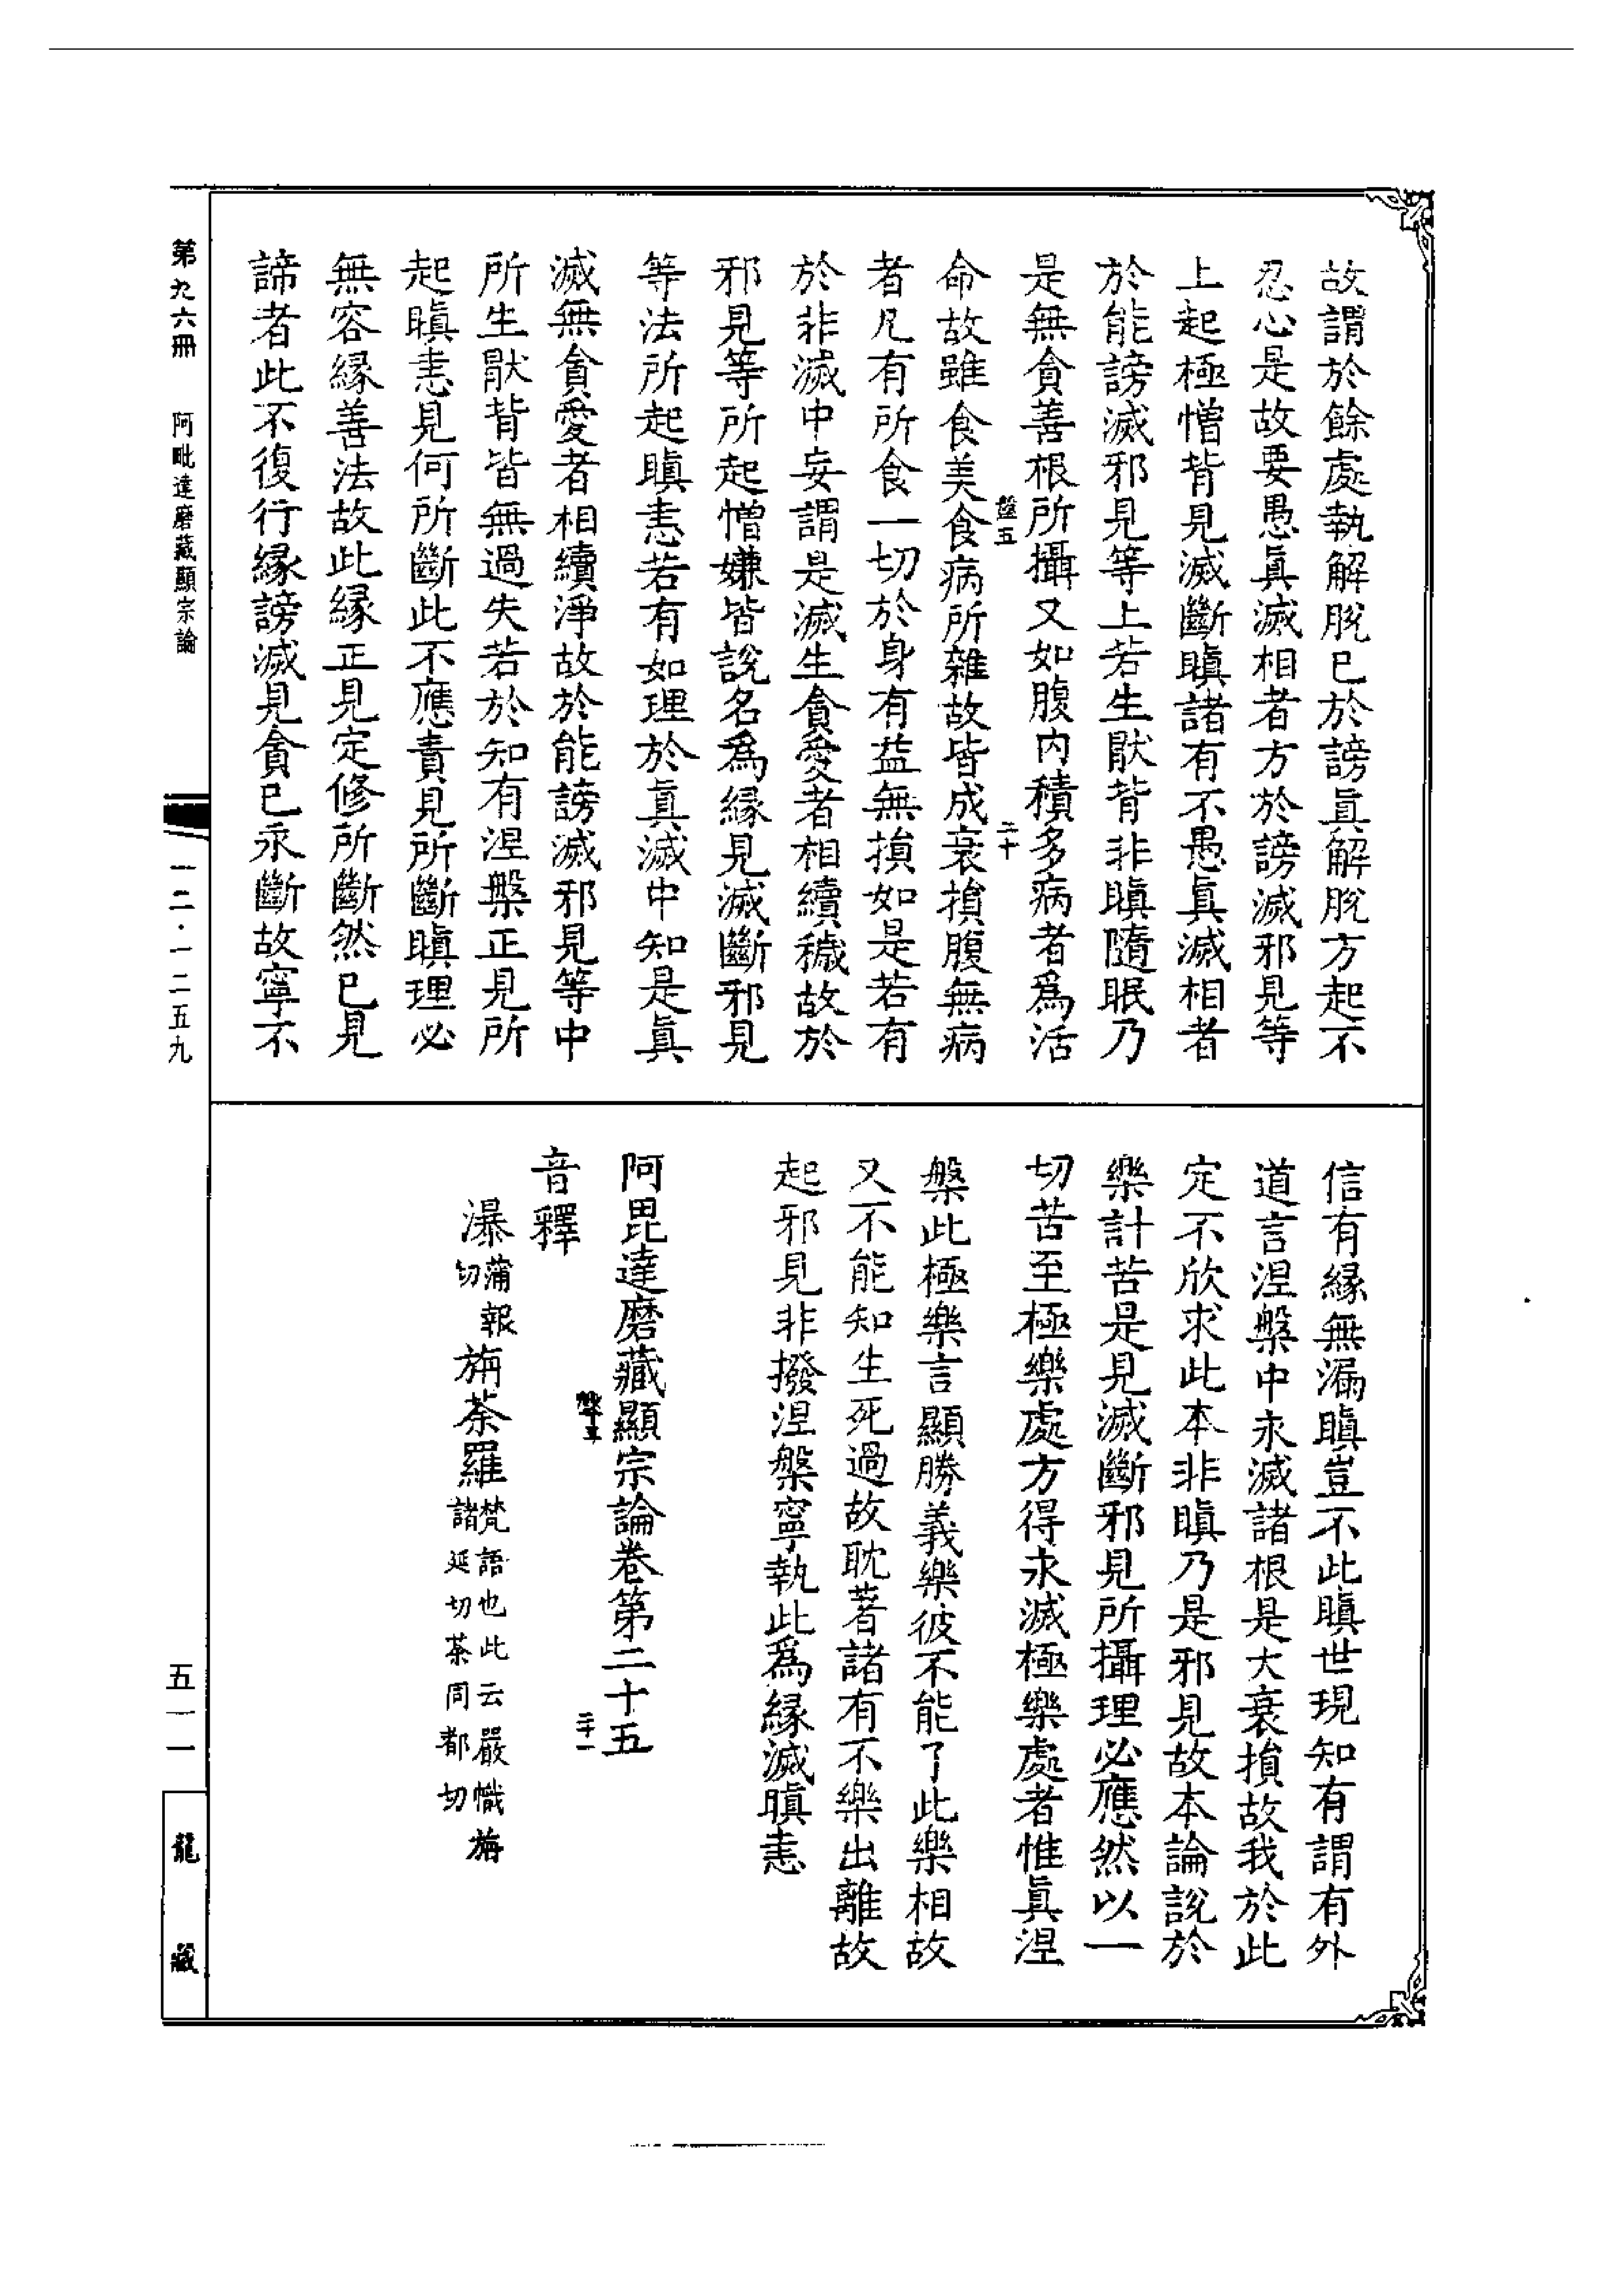 故謂於餘處執解脫已於謗眞解脫方起不
忍心是故要愚眞滅相者方於謗滅邪見等
上起極憎背見滅斷瞋諸有不愚眞滅相者
於能謗滅邪見等上若生猒背非瞋隨眠乃
是無貪善根所攝又如腹內積多病者爲活
盤五
二十
命故雖食美食病所雜故皆成衰損腹無病
者凡有所食一切於身有益無損如是若有
於非滅中妄謂是滅生貪愛者相續穢故於
邪見等所起憎嫌皆說名爲緣見滅斷邪見
等法所起瞋恚若有如理於眞滅中知是眞
滅無貪愛者相續淨故於能謗滅邪見等中
所生猒背皆無過失若於知有涅槃正見所
起瞋恚見何所斷此不應責見所斷瞋理必
無容緣善法故此緣正見定修所斷然已見
諦者此不復行緣謗滅見貪已永斷故寧不
信有緣無漏瞋豈不此瞋世現知有謂有外
道言涅槃中永滅諸根是大衰損故我於此
定不欣求此本非瞋乃是邪見故本論說於
樂計苦是見滅斷邪見所攝理必應然以一
切苦至極樂處方得永滅極樂處者惟眞涅
槃此極樂言顯勝義樂彼不能了此樂相故
又不能知生死過故耽著諸有不樂出離故
起邪見非撥涅槃寧執此爲緣滅瞋恚
阿毘達磨藏顯宗論卷第二十五
盤五
二十一
音釋
瀑蒲報切
旃荼羅梵語也此云嚴幟旃諸延切荼同都切
第九六冊
阿毗達磨藏顯宗論
一二·一二五九
五一一
龍藏